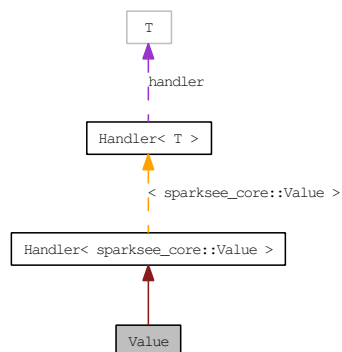 T
handler
Handler< T >
< sparksee_core::Value >
Handler< sparksee_core::Value >
Value